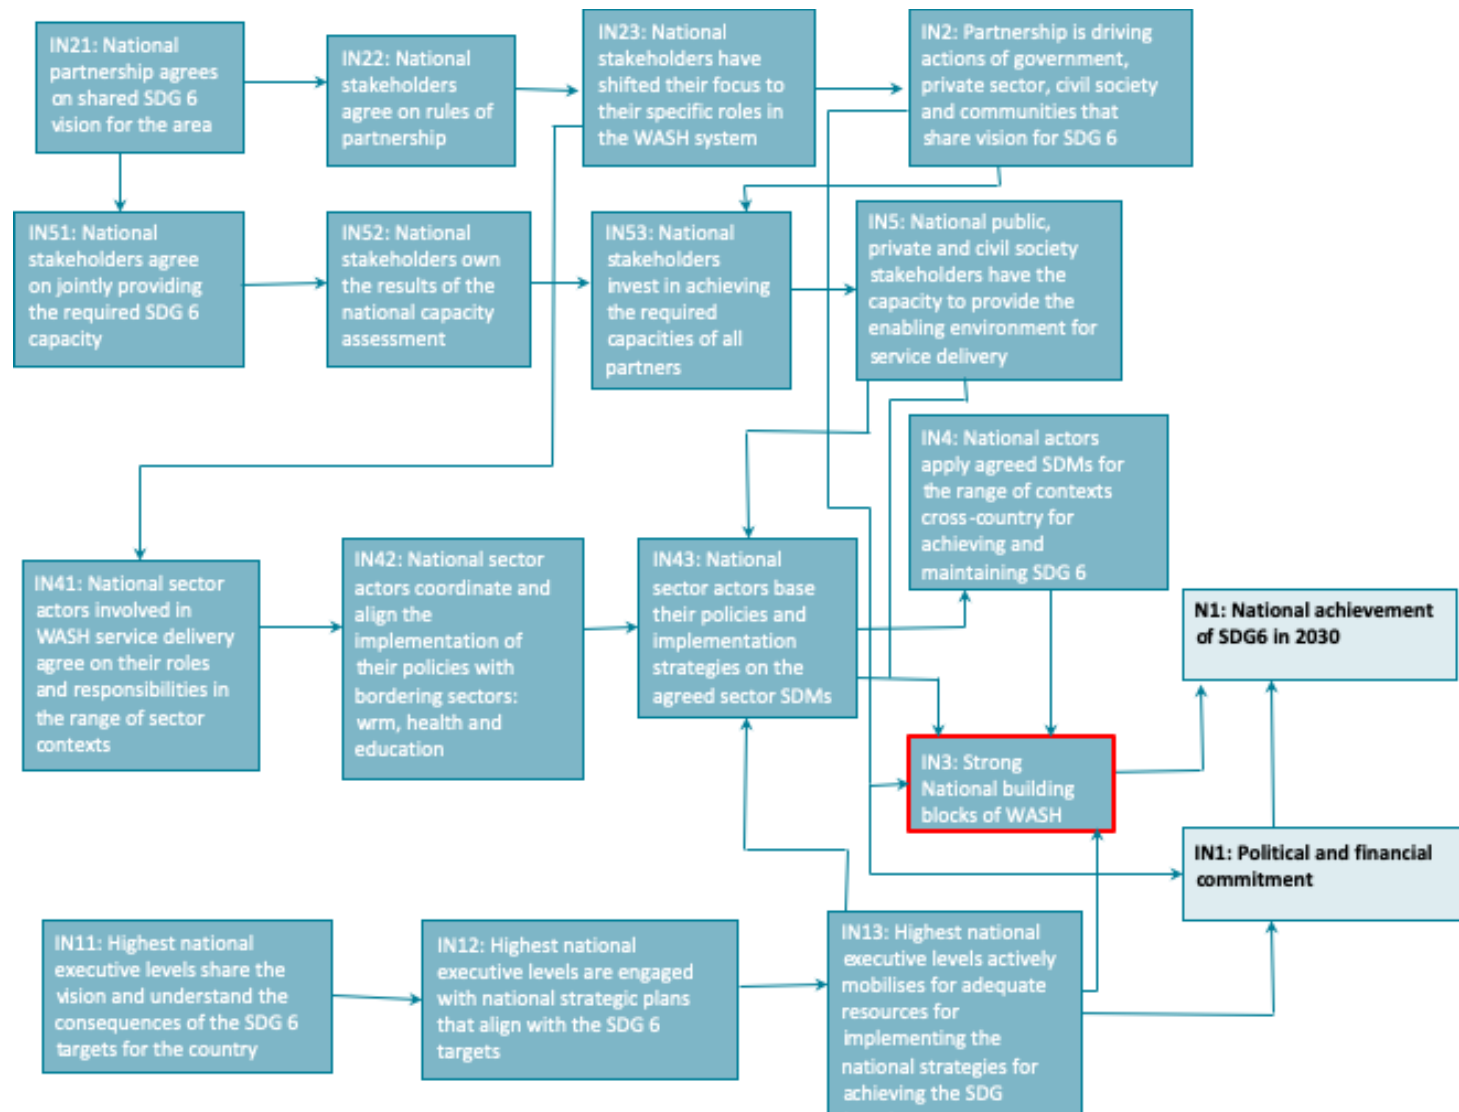 IN21: National
partnership agrees
on shared SDG 6
vision for the area
IN22: National
stakeholders
agree on rules of
partnership
IN23: National
stakeholders have
shifted their focus to
their specific roles in
the WASH system
IN2: Partnership is driving
actions of government,
private sector, civil society
and communities that
share vision for SDG 6
IN51: National
stakeholders agree
on jointly providing
the required SDG 6
capacity
IN52: National
stakeholders own
the results of the
national capacity
assessment
IN53: National
stakeholders
invest in achieving
the required
capacities of all
partners
IN5: National public,
private and civil society
stakeholders have the
capacity to provide the
enabling environment for
service delivery
IN4: National actors
apply agreed SDMs for
the range of contexts
cross-country for
achieving and
maintaining SDG 6
IN41: National sector
actors involved in
WASH service delivery
agree on their roles
and responsibilities in
the range of sector
contexts
IN42: National sector
actors coordinate and
align the
implementation of
their policies with
bordering sectors:
wrm, health and
education
IN43: National
sector actors base
their policies and
implementation
strategies on the
agreed sector SDMs
N1: National achievement
of SDG6 in 2030
IN3: Strong
National building
blocks of WASH
IN1: Political and financial
commitment
IN11: Highest national
executive levels share the
vision and understand the
consequences of the SDG 6
targets for the country
IN12: Highest national
executive levels are engaged
with national strategic plans
that align with the SDG 6
targets
IN13: Highest national
executive levels actively
mobilises for adequate
resources for
implementing the
national strategies for
achieving the SDG